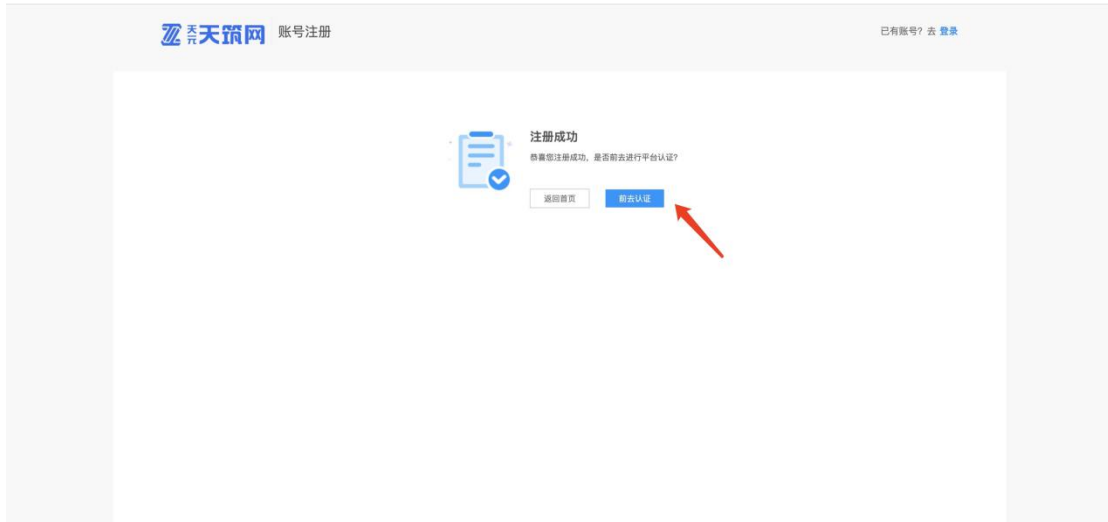 天元 天筑网 账号注册 已有账号? 去 登录
注册成功
恭喜您注册成功，是否前去进行平台认证?
返回首页 前去认证